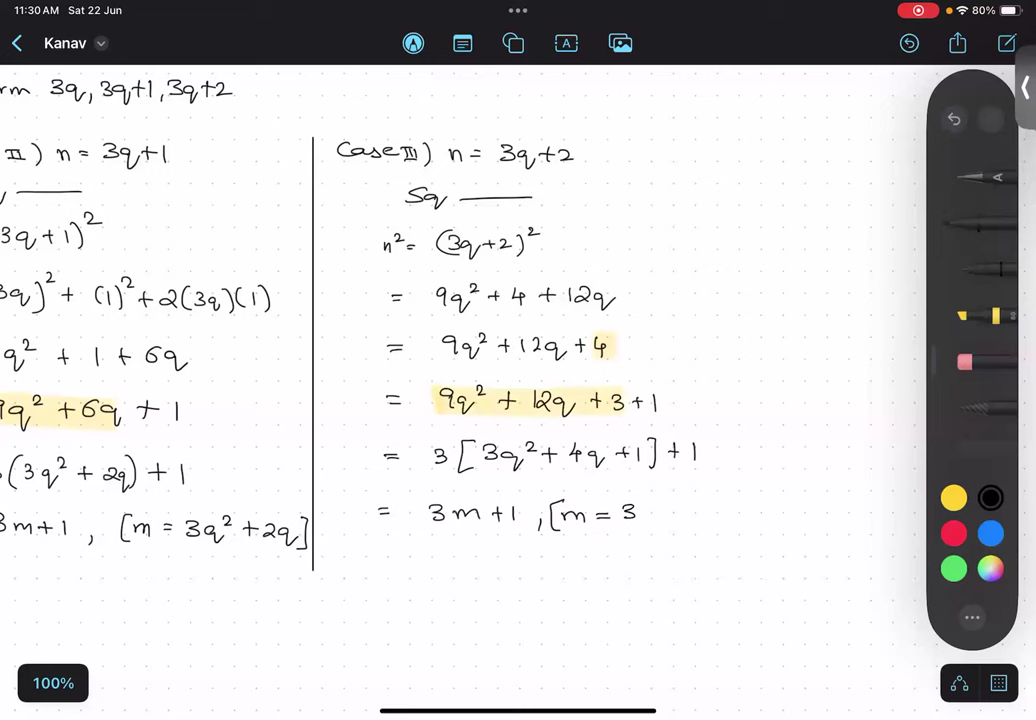 11:30 AM Sat 22 Jun
80%
Kanav
A
rm 3q, 3q+1, 3q+2
II) n = 3q+1
3q + 1)²
3q)² + (1)² + 2(3q)(1)
q² + 1 + 6q
9q² + 6q + 1
(3q² + 2q) + 1
3m+1 , [m = 3q² + 2q]
Case III) n = 3q+2
Sq
n² = (3q+2)²
= 9q² + 4 + 12q
= 9q² + 12q + 4
= 9q² + 12q + 3 + 1
= 3[3q² + 4q + 1] + 1
= 3m + 1 , [m = 3
A
100%